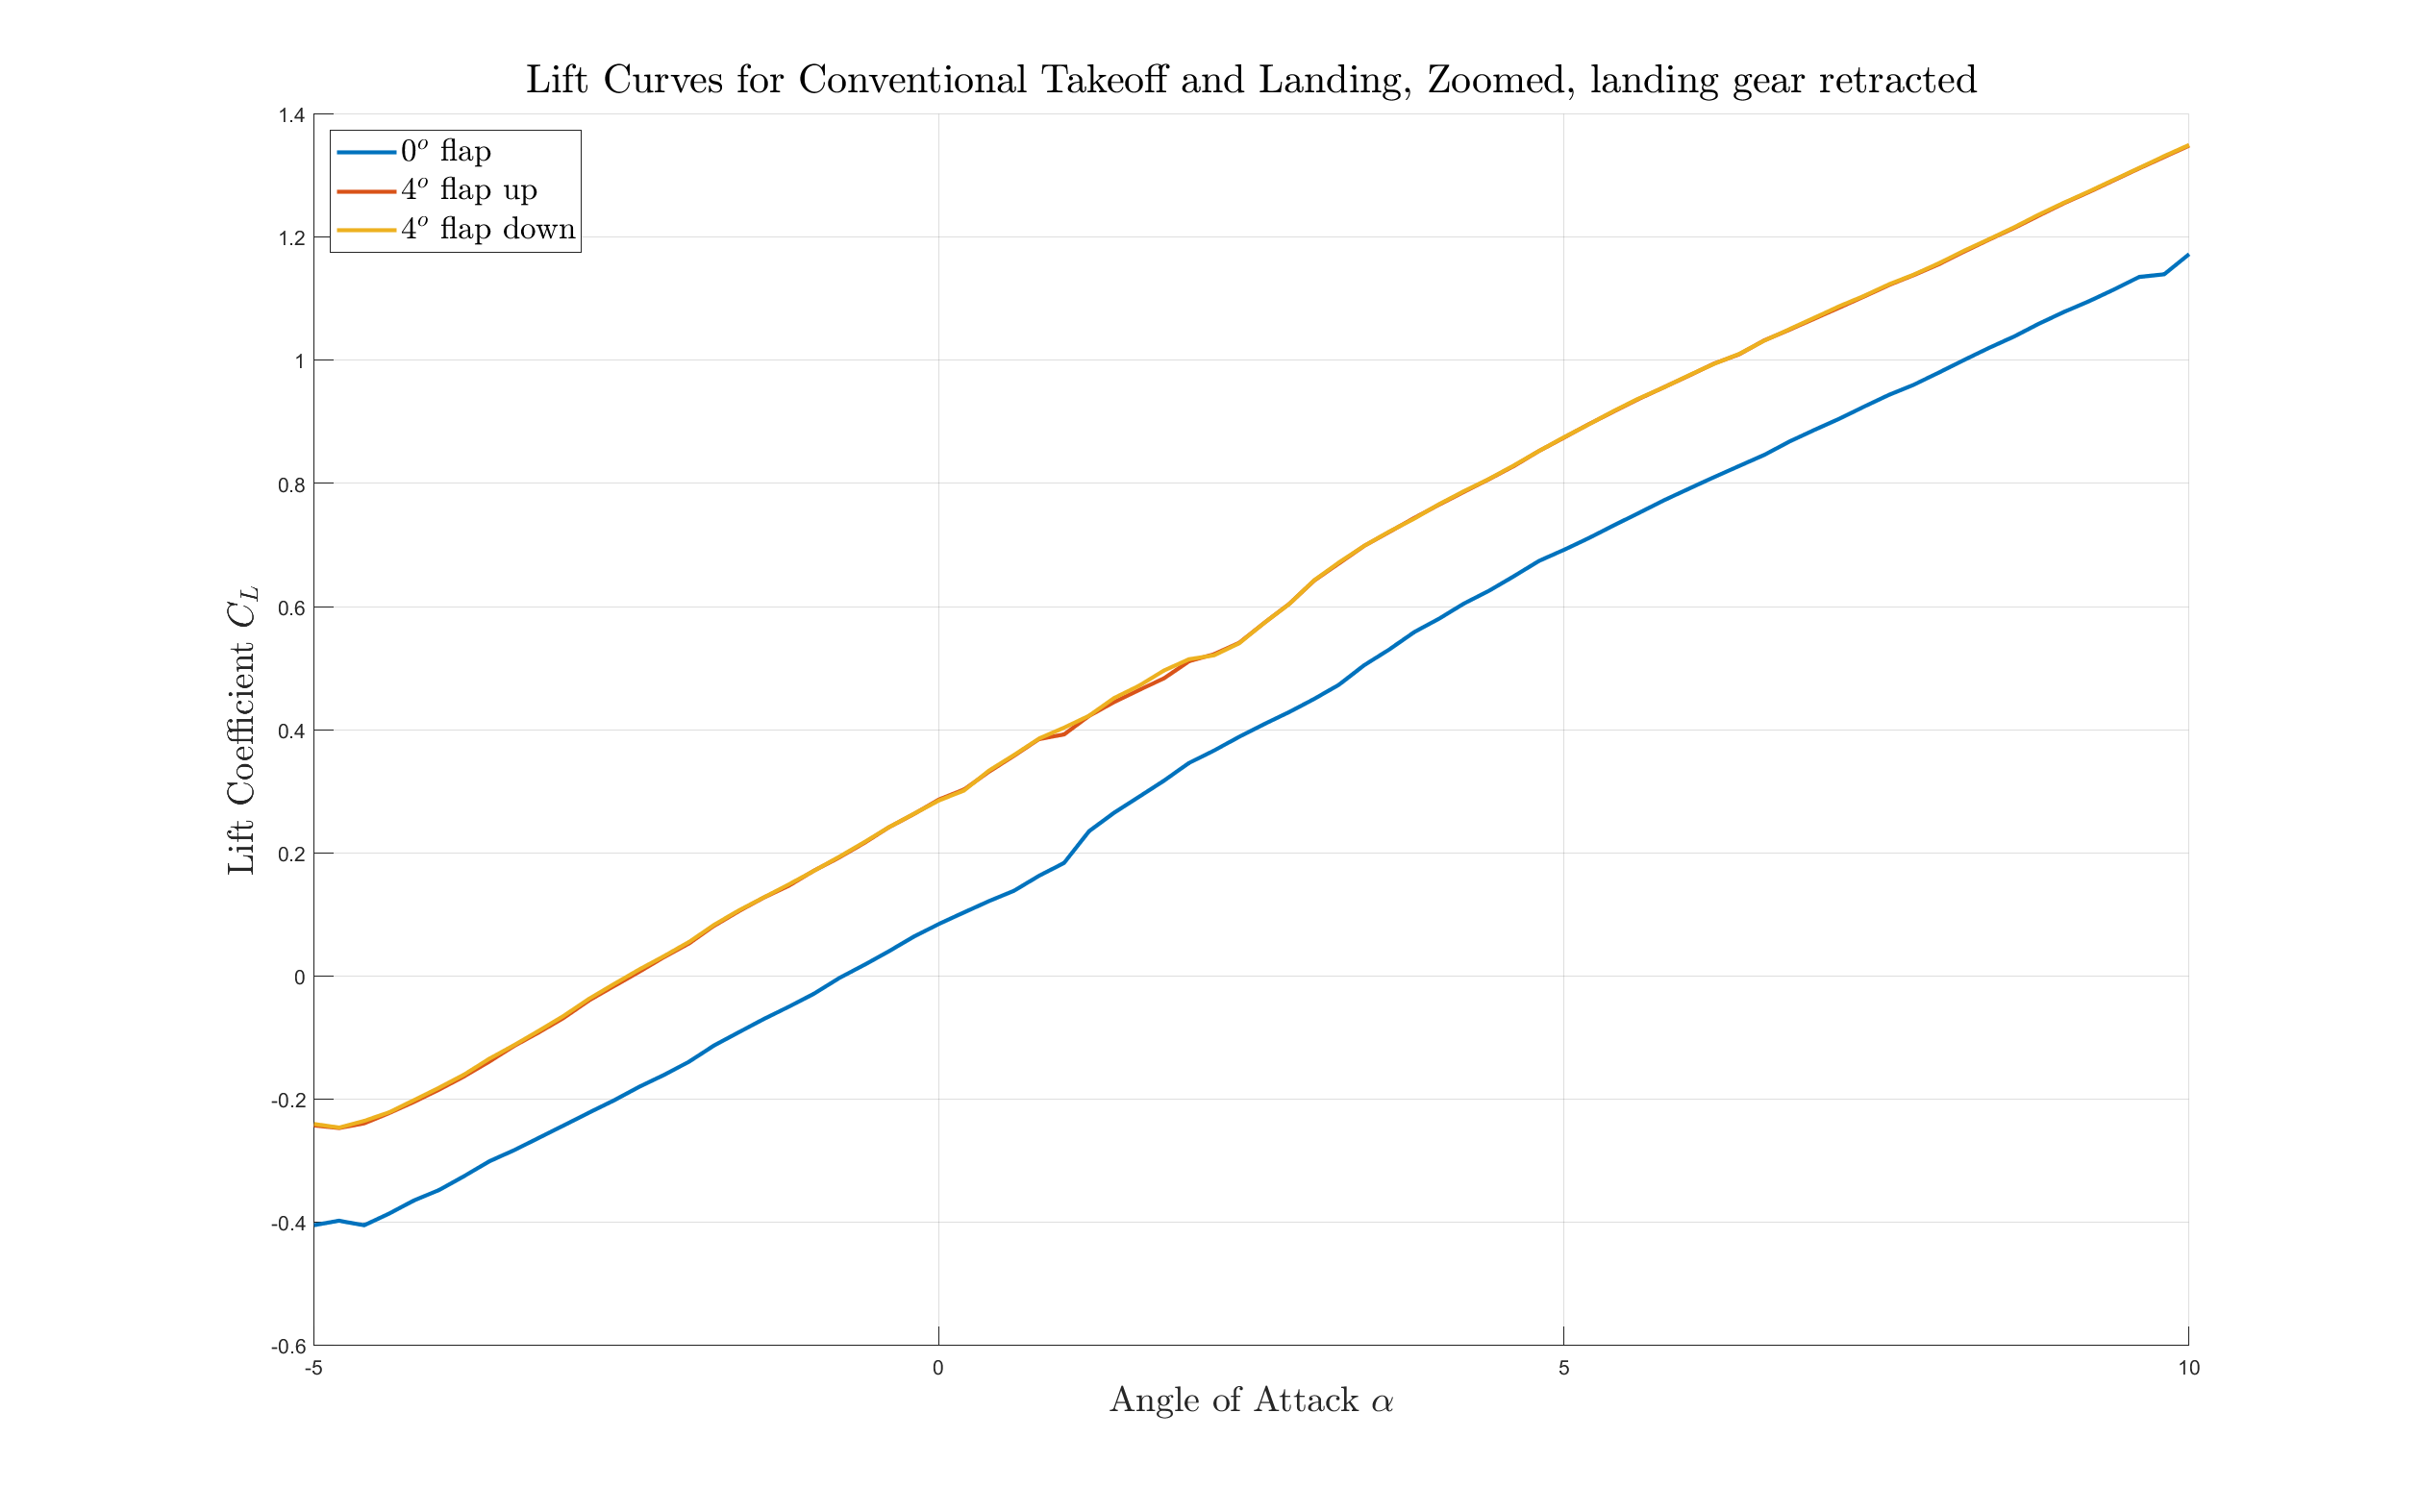 Lift Curves for Conventional Takeoff and Landing, Zoomed, landing gear retracted
1.4
1.2
1
0.8
0.6
0.4
0.2
0
-0.2
-0.4
-0.6
0° flap
4° flap up
4° flap down
Lift Coefficient C_L
-5 0 5 10
Angle of Attack α